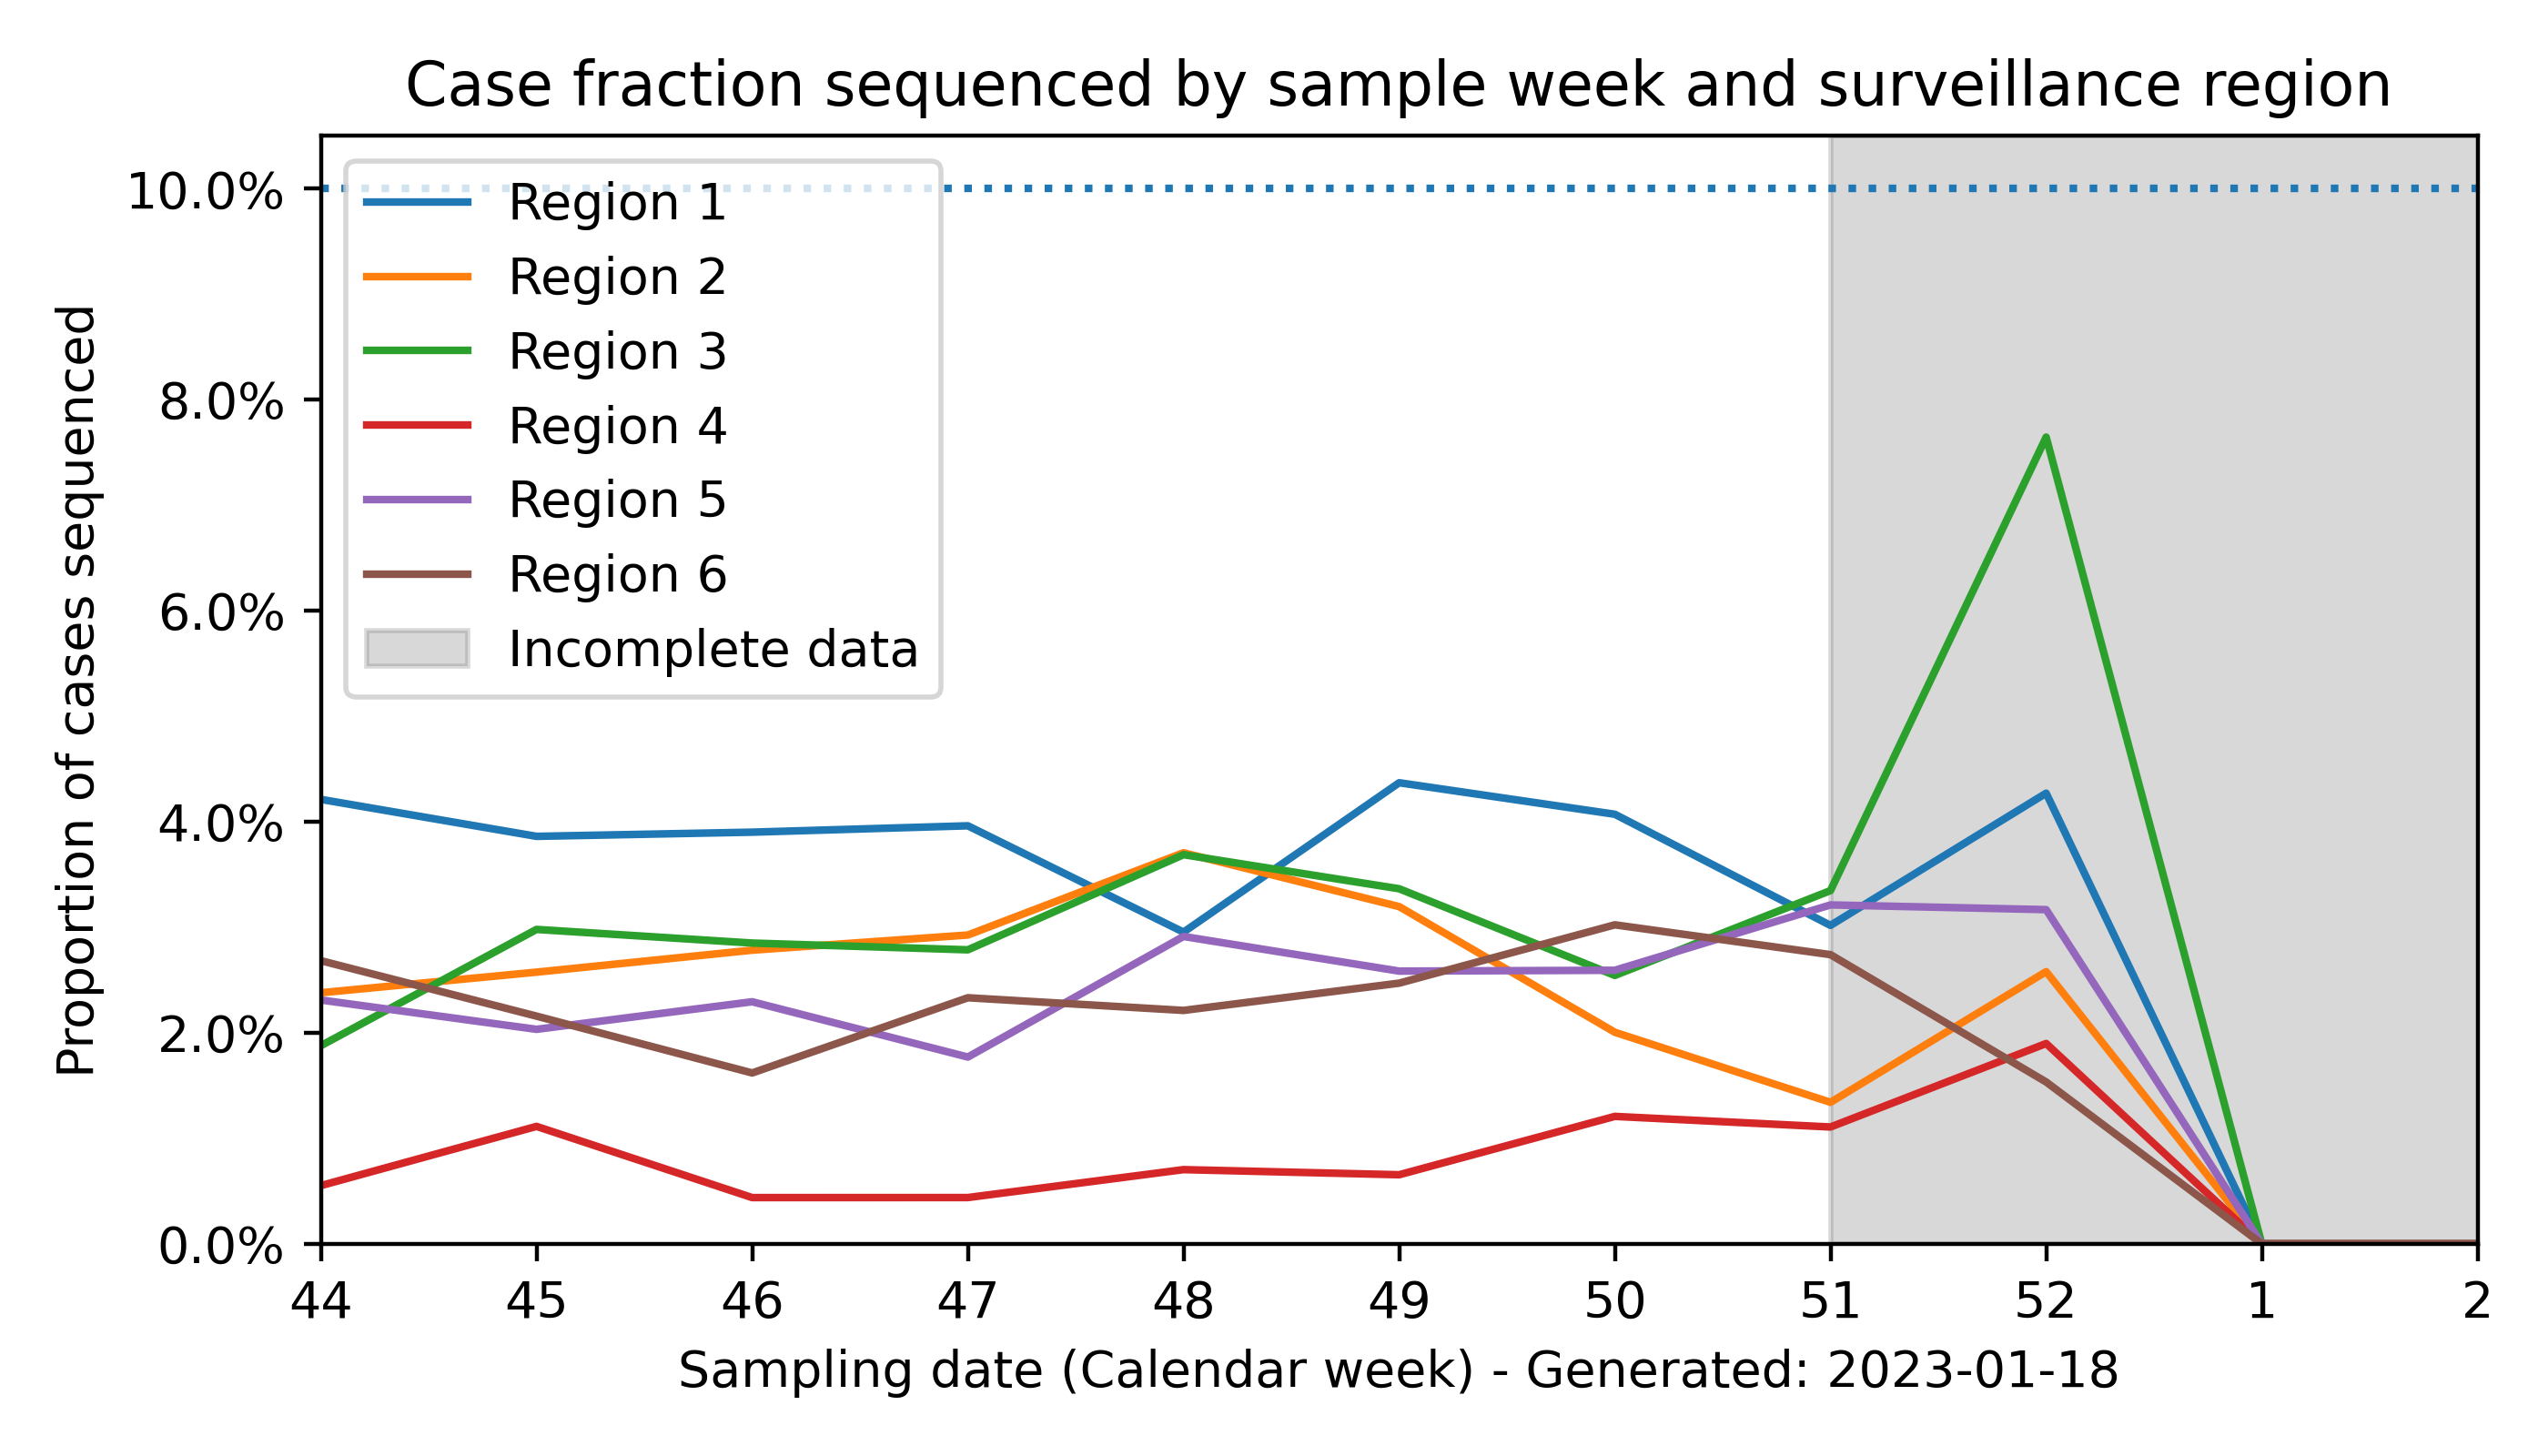 Case fraction sequenced by sample week and surveillance region
10.0%
8.0%
6.0%
4.0%
2.0%
0.0%
Proportion of cases sequenced
Region 1
Region 2
Region 3
Region 4
Region 5
Region 6
Incomplete data
44 45 46 47 48 49 50 51 52 1 2
Sampling date (Calendar week) - Generated: 2023-01-18